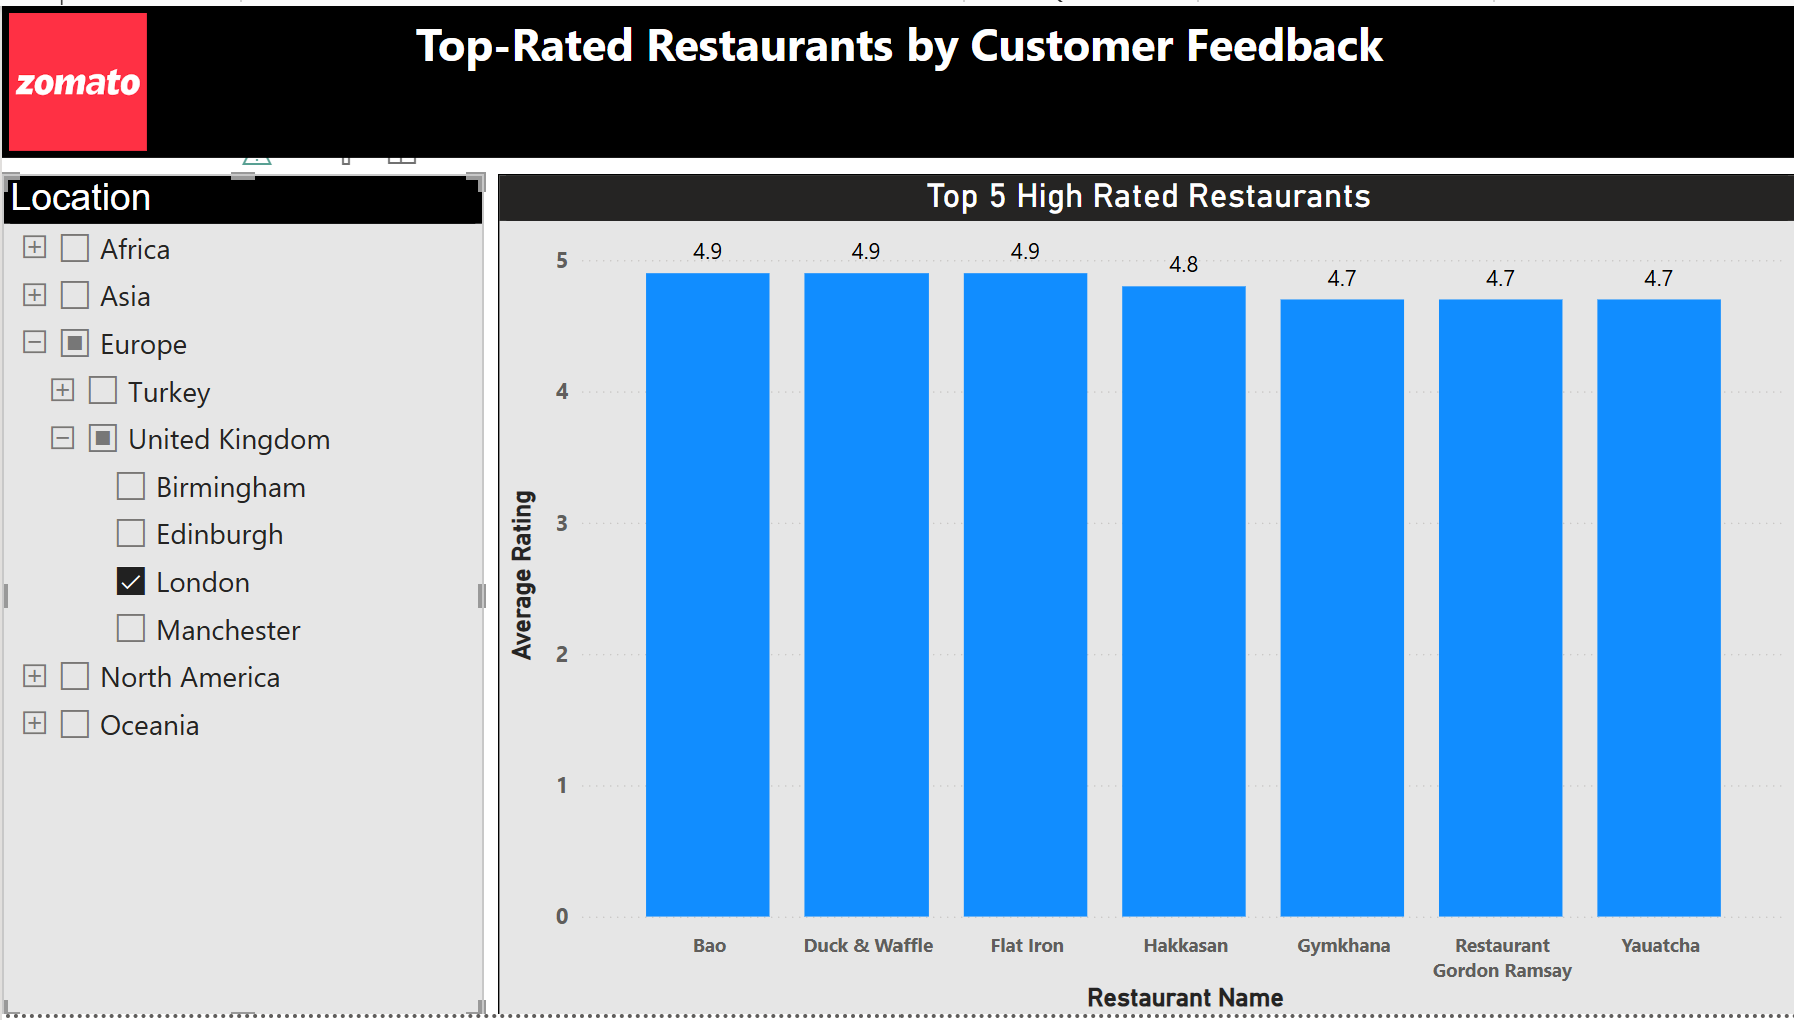 Top-Rated Restaurants by Customer Feedback
zomato
Location
Africa
Asia
Europe
Turkey
United Kingdom
Birmingham
Edinburgh
London
Manchester
North America
Oceania
Top 5 High Rated Restaurants
Average Rating
5
4
3
2
1
0
4.9
4.9
4.9
4.8
4.7
4.7
4.7
Bao
Duck & Waffle
Flat Iron
Hakkasan
Gymkhana
Restaurant
Gordon Ramsay
Yauatcha
Restaurant Name